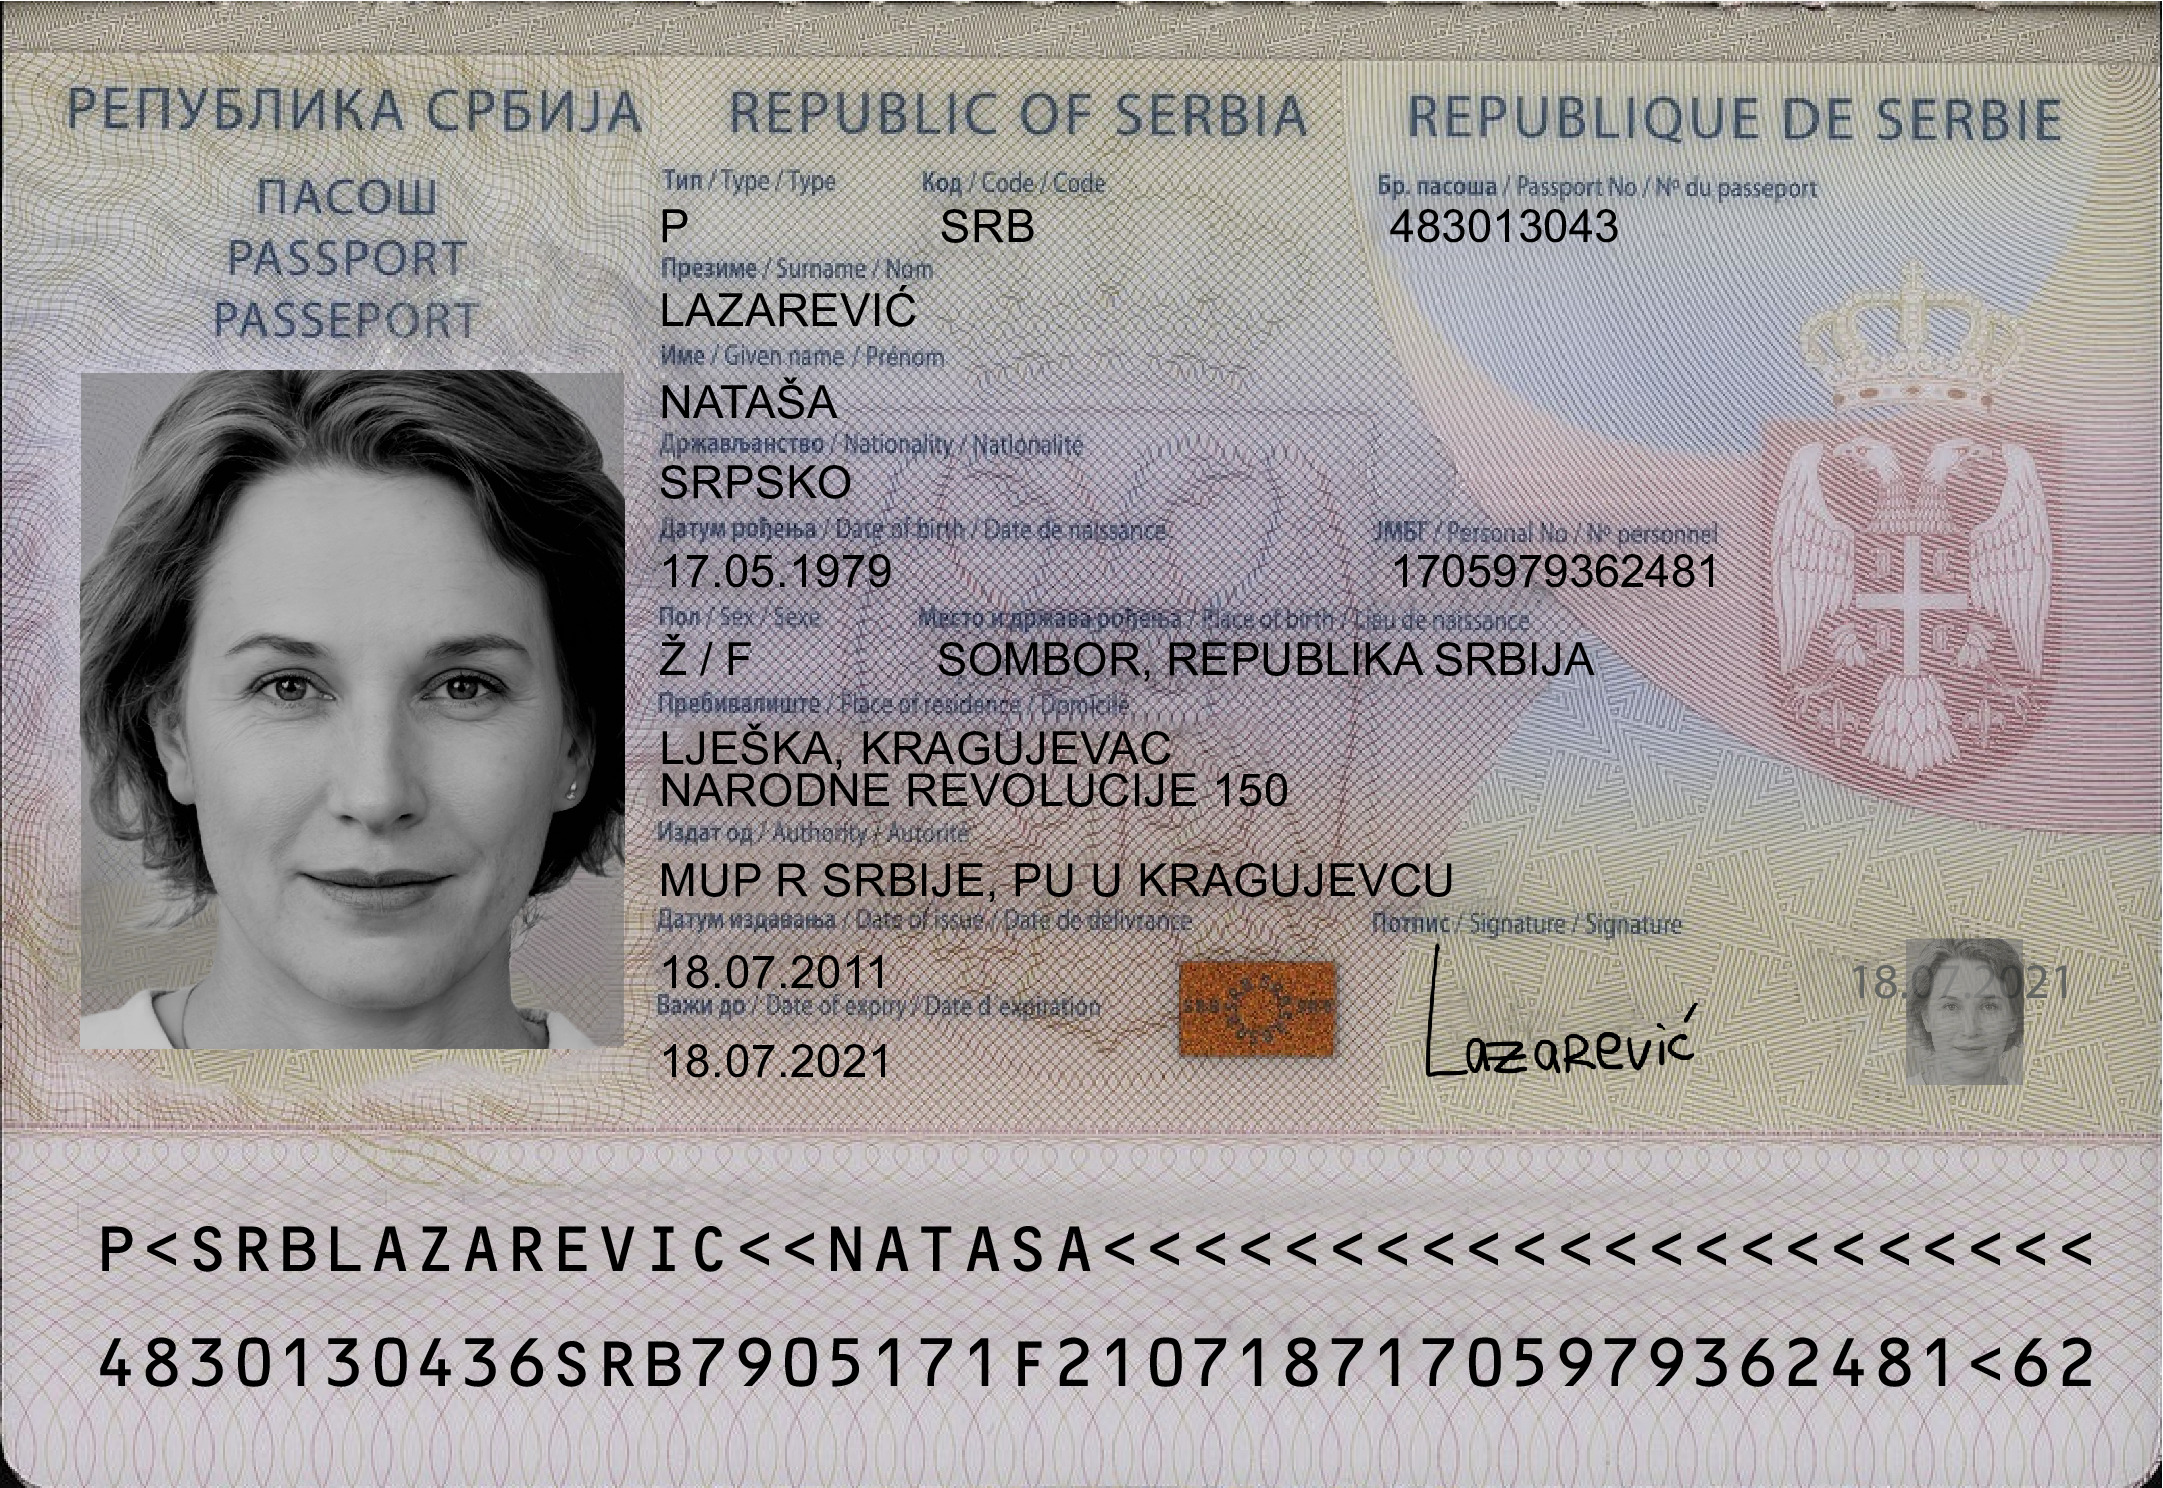 РЕПУБЛИКА СРБИЈА REPUBLIC OF SERBIA REPUBLIQUE DE SERBIE
ПАСОШ
PASSPORT
PASSEPORT
Тип / Type / Type Код / Code / Code Бр. пасоша / Passport No / Nº du passeport
P SRB 483013043
Презиме / Surname / Nom
LAZAREVIĆ
Име / Given name / Prénom
NATAŠA
Држављанство / Nationality / Nationalité
SRPSKO
Датум рођења / Date of birth / Date de naissance ЈМБГ / Personal No / Nº personnel
17.05.1979 1705979362481
Пол / Sex / Sexe Место и држава рођења / Place of birth / Lieu de naissance
Ž / F SOMBOR, REPUBLIKA SRBIJA
Пребивалиште / Place of residence / Domicile
LJEŠKA, KRAGUJEVAC
NARODNE REVOLUCIJE 150
Издат од / Authority / Autorité
MUP R SRBIJE, PU U KRAGUJEVCU
Датум издавања / Date of issue / Date de délivrance Потпис / Signature / Signature
18.07.2011 18.07.2021
Важи до / Date of expiry / Date d expiration
Lazarević
18.07.2021
P<SRBLAZAREVIC<<NATASA<<<<<<<<<<<<<<<<<<<<<<
4830130436SRB7905171F21071871705979362481<62